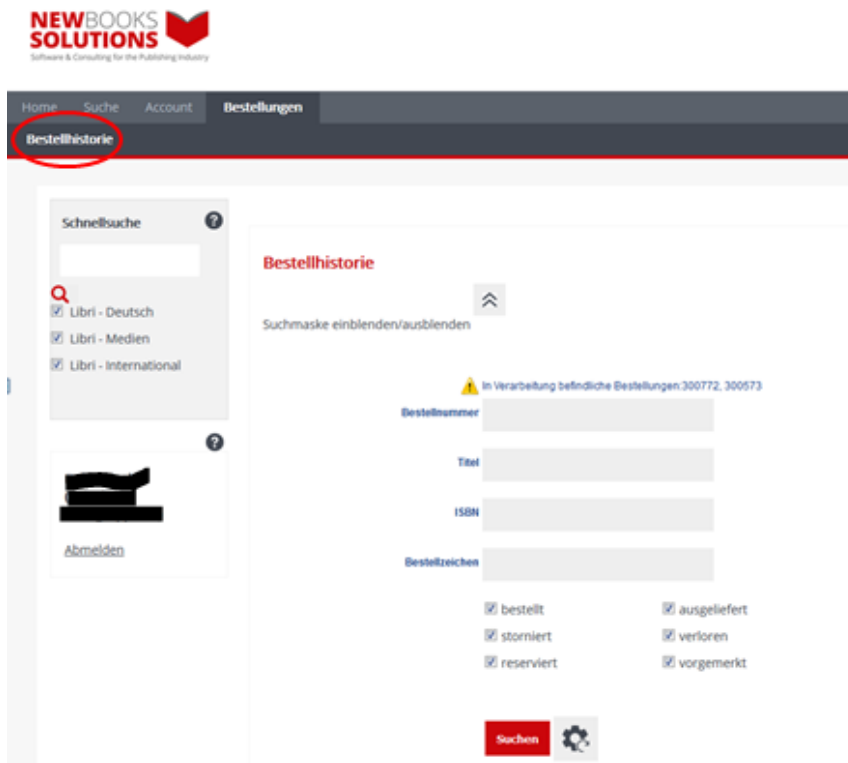 NEWBOOKS
SOLUTIONS
Software & Consulting for the Publishing Industry
Home Suche Account Bestellungen
Bestellhistorie
Schnellsuche
Libri - Deutsch
Libri - Medien
Libri - International
Abmelden
Bestellhistorie
Suchmaske einblenden/ausblenden
In Verarbeitung befindliche Bestellungen:300772, 300573
Bestellnummer
Titel
ISBN
Bestellzeichen
bestellt ausgeliefert
storniert verloren
reserviert vorgemerkt
Suchen